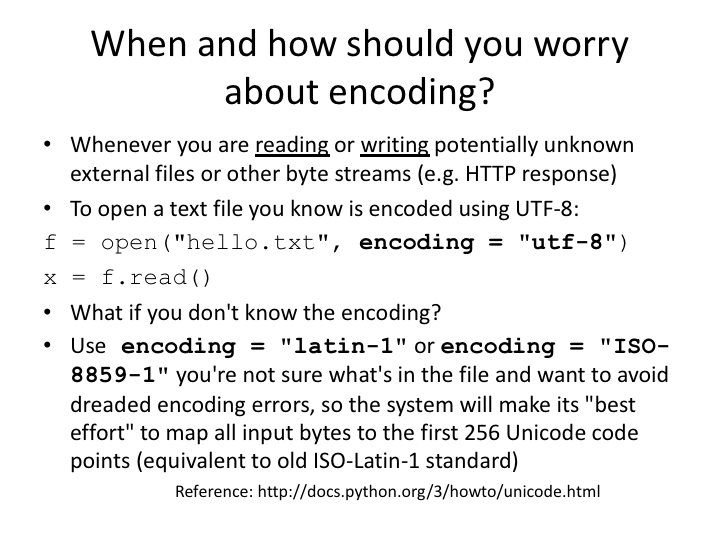 When and how should you worry
about encoding?
• Whenever you are reading or writing potentially unknown
external files or other byte streams (e.g. HTTP response)
• To open a text file you know is encoded using UTF-8:
f = open("hello.txt", encoding = "utf-8")
x = f.read()
• What if you don't know the encoding?
• Use encoding = "latin-1" or encoding = "ISO-
8859-1" you're not sure what's in the file and want to avoid
dreaded encoding errors, so the system will make its "best
effort" to map all input bytes to the first 256 Unicode code
points (equivalent to old ISO-Latin-1 standard)
Reference: http://docs.python.org/3/howto/unicode.html